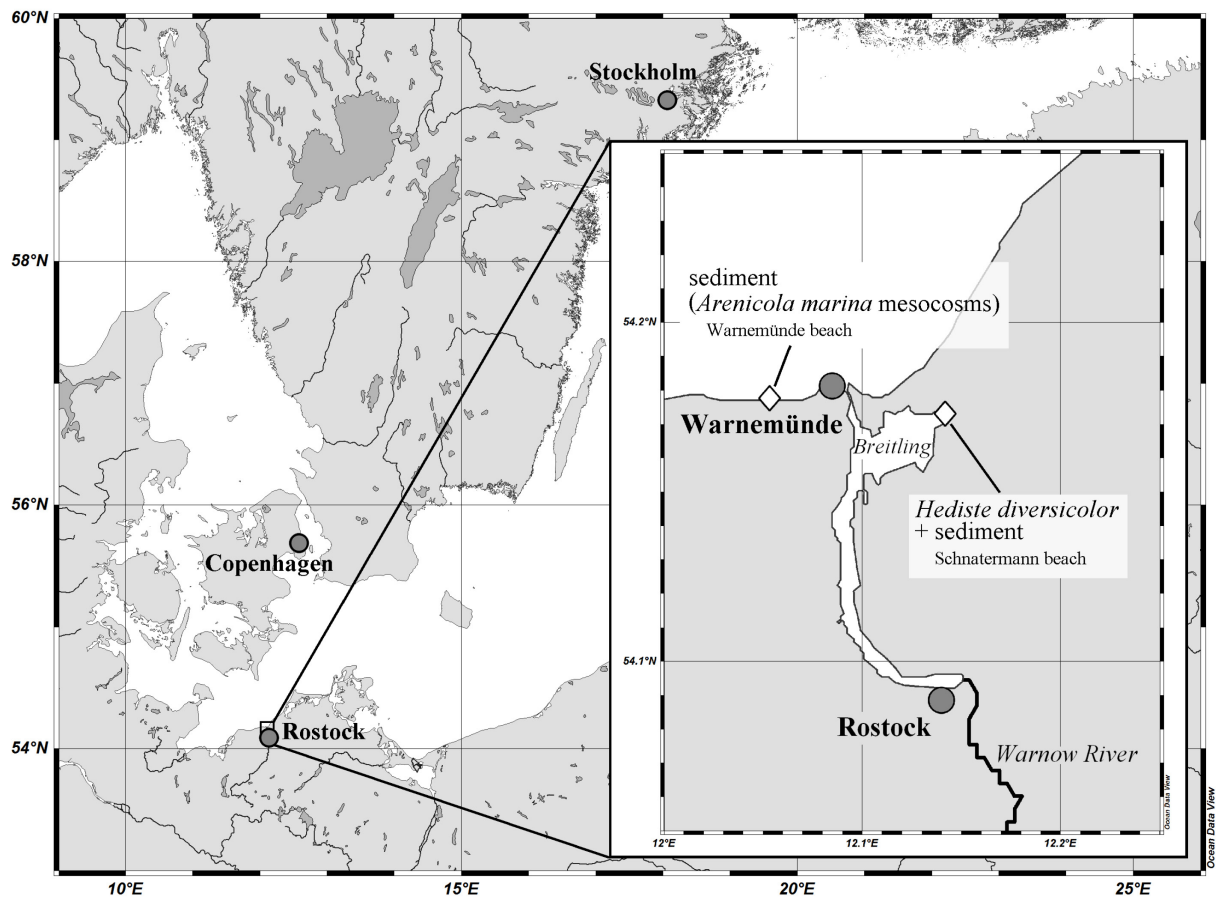 60°N
58°N
56°N
54°N
10°E
15°E
20°E
25°E
Stockholm
Copenhagen
Rostock
sediment
(Arenicola marina mesocosms)
Warnemünde beach
54.2°N
Warnemünde
Breitling
Hediste diversicolor
+ sediment
Schnatermann beach
54.1°N
Rostock
Warnow River
12°E
12.1°E
12.2°E
Ocean Data View
Ocean Data View